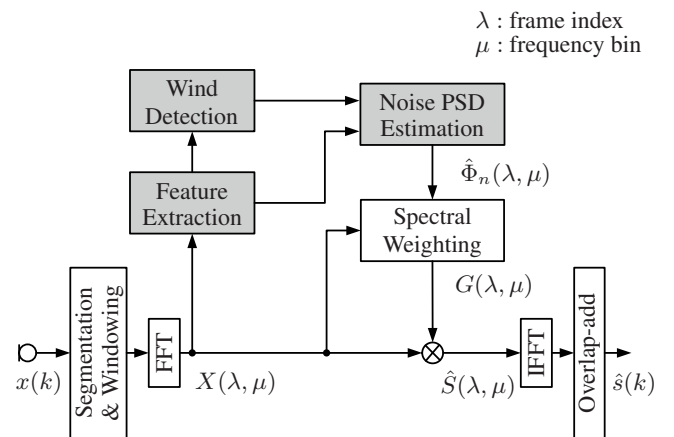 λ : frame index
μ : frequency bin
Wind
Detection
Noise PSD
Estimation
Φ̂ₙ(λ, μ)
Feature
Extraction
Spectral
Weighting
G(λ, μ)
x(k)
Segmentation
& Windowing
FFT
X(λ, μ)
Ŝ(λ, μ)
IFFT
Overlap-add
ŝ(k)